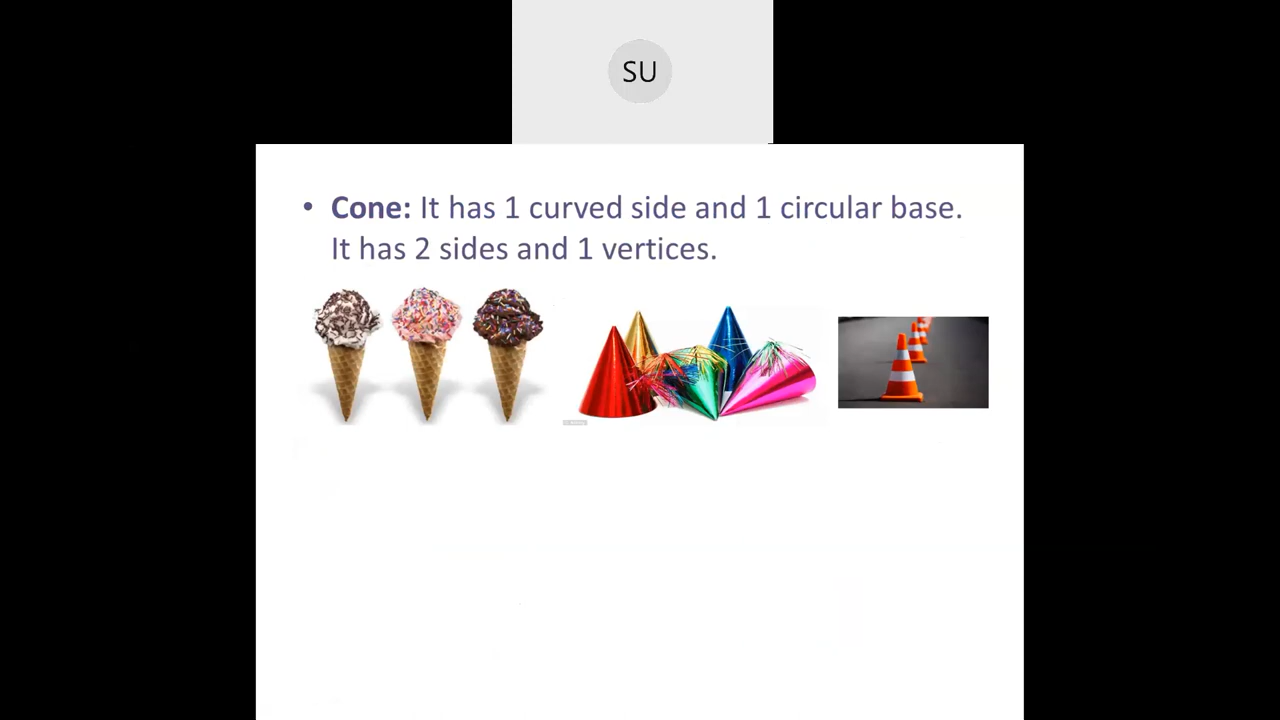 SU
• Cone: It has 1 curved side and 1 circular base.
It has 2 sides and 1 vertices.